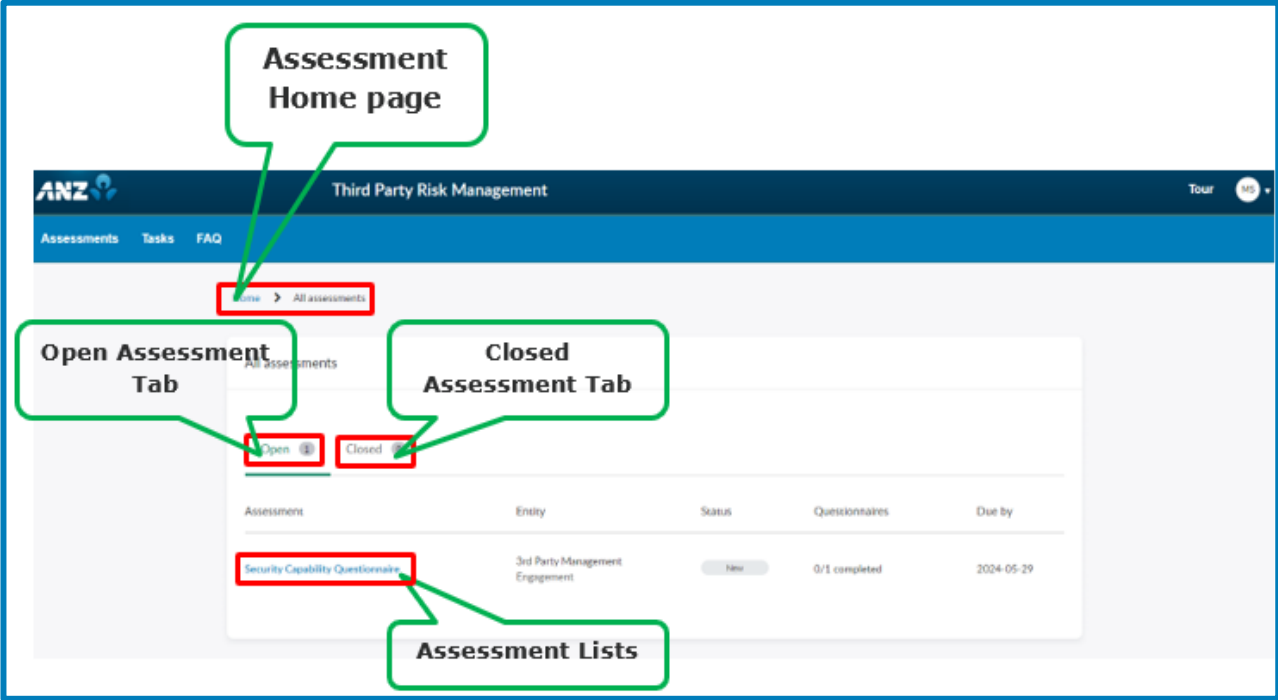 Assessment
Home page
ANZ
Third Party Risk Management
Tour
MS
Assessments Tasks FAQ
Home > All assessments
Open Assessment
Tab
Closed
Assessment Tab
All assessments
Open 1
Closed
Assessment Entity Status Questionnaires Due by
Security Capability Questionnaire
3rd Party Management
Engagement
New
0/1 completed
2024-05-29
Assessment Lists